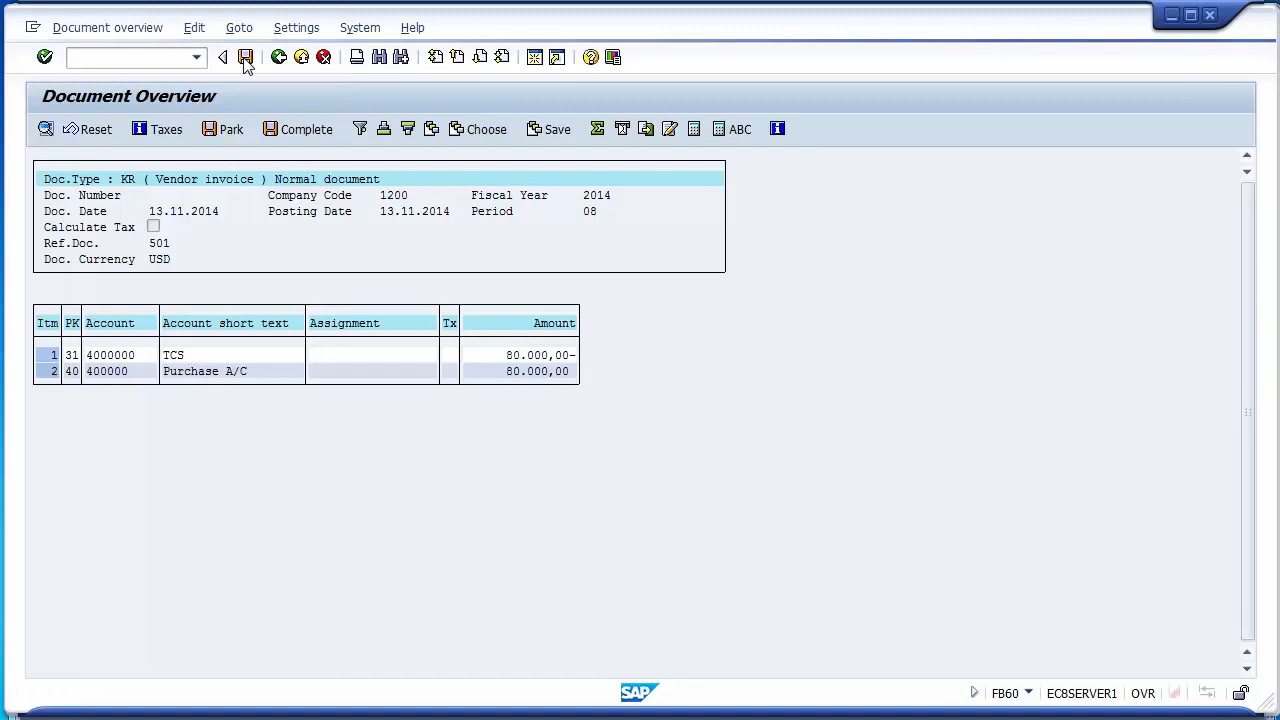 Document overview Edit Goto Settings System Help
Document Overview
Reset Taxes Park Complete Choose Save ABC
Doc.Type : KR ( Vendor invoice ) Normal document
Doc. Number Company Code 1200 Fiscal Year 2014
Doc. Date 13.11.2014 Posting Date 13.11.2014 Period 08
Calculate Tax
Ref.Doc. 501
Doc. Currency USD
Itm PK Account Account short text Assignment Tx Amount
1 31 4000000 TCS 80.000,00-
2 40 400000 Purchase A/C 80.000,00
SAP FB60 EC8SERVER1 OVR